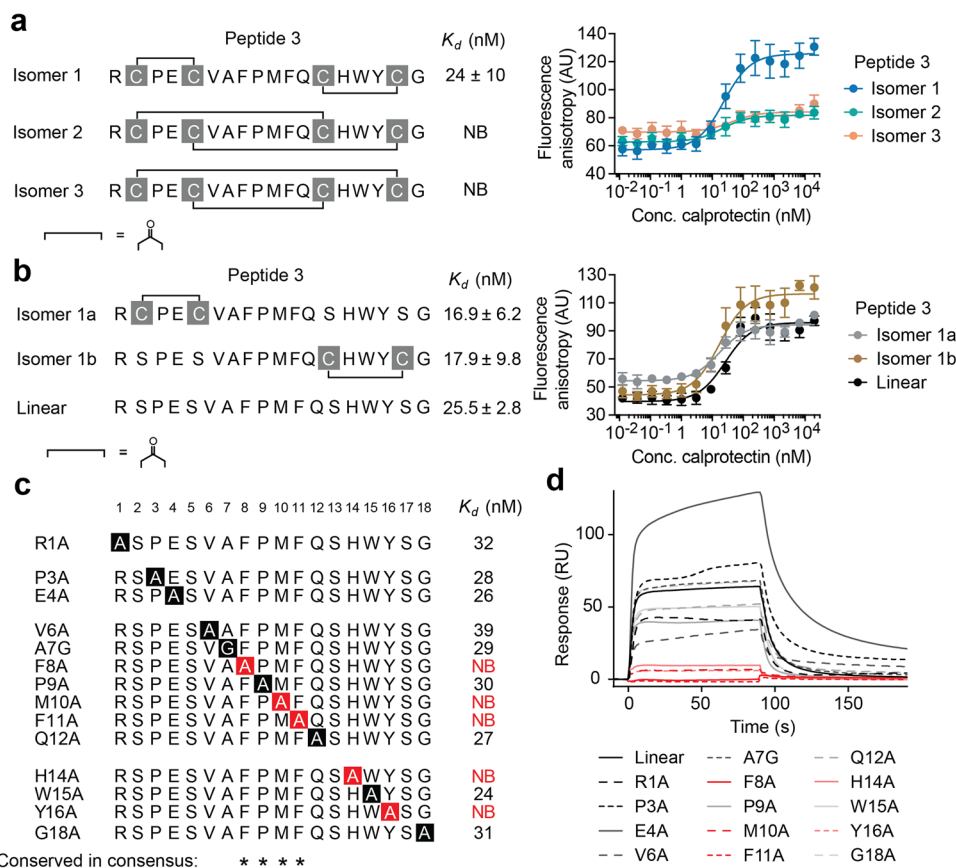 a
Peptide 3
Kd (nM)
Isomer 1 R C P E C V A F P M F Q C H W Y C G 24 ± 10
Isomer 2 R C P E C V A F P M F Q C H W Y C G NB
Isomer 3 R C P E C V A F P M F Q C H W Y C G NB
= O
Fluorescence anisotropy (AU)
140
120
100
80
60
40
10⁻² 10⁻¹ 1 10¹ 10² 10³ 10⁴
Conc. calprotectin (nM)
Peptide 3
Isomer 1
Isomer 2
Isomer 3
b
Peptide 3
Kd (nM)
Isomer 1a R C P E C V A F P M F Q S H W Y S G 16.9 ± 6.2
Isomer 1b R S P E S V A F P M F Q C H W Y C G 17.9 ± 9.8
Linear R S P E S V A F P M F Q S H W Y S G 25.5 ± 2.8
= O
Fluorescence anisotropy (AU)
130
110
90
70
50
30
10⁻² 10⁻¹ 1 10¹ 10² 10³ 10⁴
Conc. calprotectin (nM)
Peptide 3
Isomer 1a
Isomer 1b
Linear
c
1 2 3 4 5 6 7 8 9 10 11 12 13 14 15 16 17 18 Kd (nM)
R1A A S P E S V A F P M F Q S H W Y S G 32
P3A R S A E S V A F P M F Q S H W Y S G 28
E4A R S P A S V A F P M F Q S H W Y S G 26
V6A R S P E S A A F P M F Q S H W Y S G 39
A7G R S P E S V G F P M F Q S H W Y S G 29
F8A R S P E S V A A P M F Q S H W Y S G NB
P9A R S P E S V A F A M F Q S H W Y S G 30
M10A R S P E S V A F P A F Q S H W Y S G NB
F11A R S P E S V A F P M A Q S H W Y S G NB
Q12A R S P E S V A F P M F A S H W Y S G 27
H14A R S P E S V A F P M F Q S A W Y S G NB
W15A R S P E S V A F P M F Q S H A Y S G 24
Y16A R S P E S V A F P M F Q S H W A S G NB
G18A R S P E S V A F P M F Q S H W Y S A 31
Conserved in consensus: * * * *
d
Response (RU)
100
50
0
0 50 100 150
Time (s)
Linear A7G Q12A
R1A F8A H14A
P3A P9A W15A
E4A M10A Y16A
V6A F11A G18A